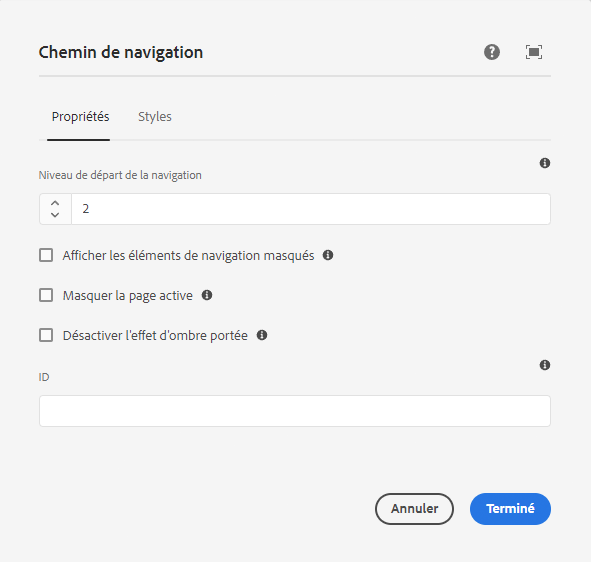 Chemin de navigation
Propriétés Styles
Niveau de départ de la navigation
2
Afficher les éléments de navigation masqués
Masquer la page active
Désactiver l'effet d'ombre portée
ID
Annuler Terminé